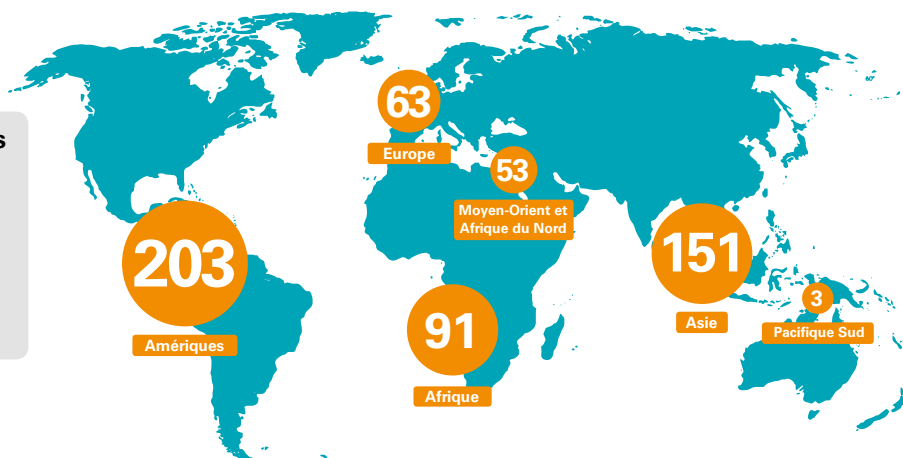 s
63
Europe
53
Moyen-Orient et
Afrique du Nord
203
Amériques
151
Asie
3
Pacifique Sud
91
Afrique